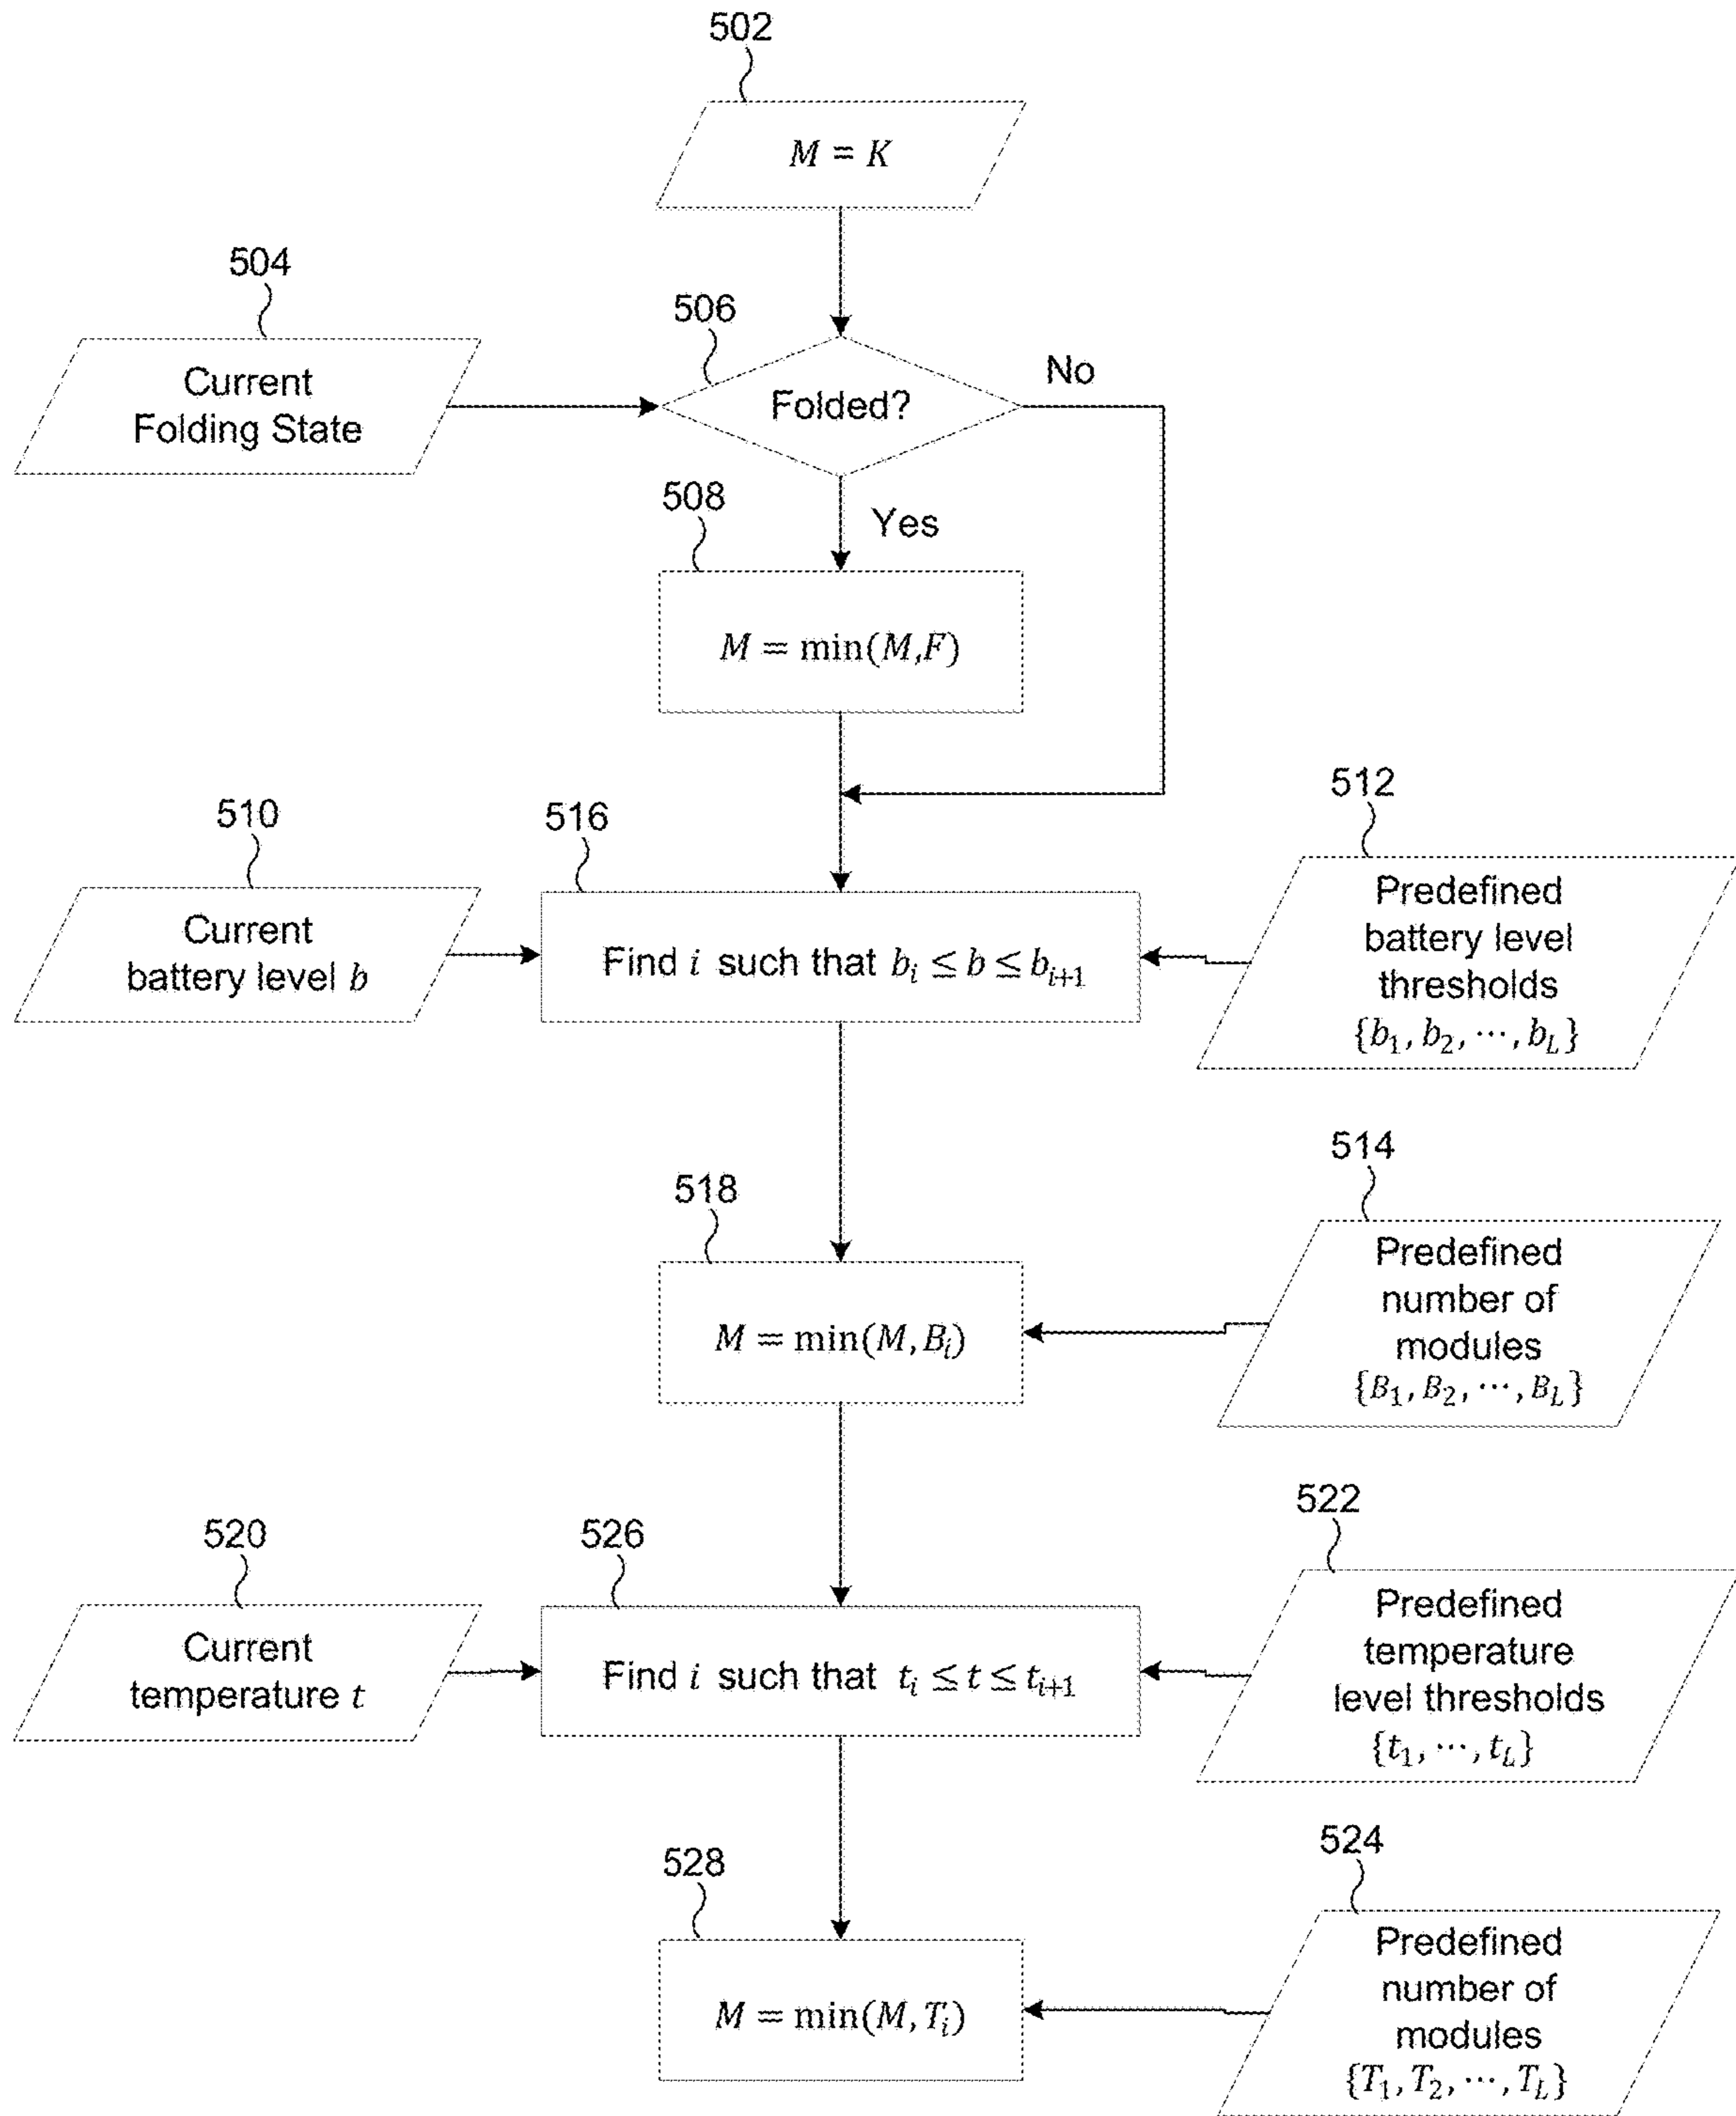 502
M = K
504
Current
Folding State
506
Folded?
No
508
Yes
M = min(M,F)
510
Current
battery level b
516
Find i such that b_i ≤ b ≤ b_{i+1}
512
Predefined
battery level
thresholds
{b_1, b_2, ⋯, b_L}
518
M = min(M, B_i)
514
Predefined
number of
modules
{B_1, B_2, ⋯, B_L}
520
Current
temperature t
526
Find i such that t_i ≤ t ≤ t_{i+1}
522
Predefined
temperature
level thresholds
{t_1, ⋯, t_L}
528
M = min(M, T_i)
524
Predefined
number of
modules
{T_1, T_2, ⋯, T_L}